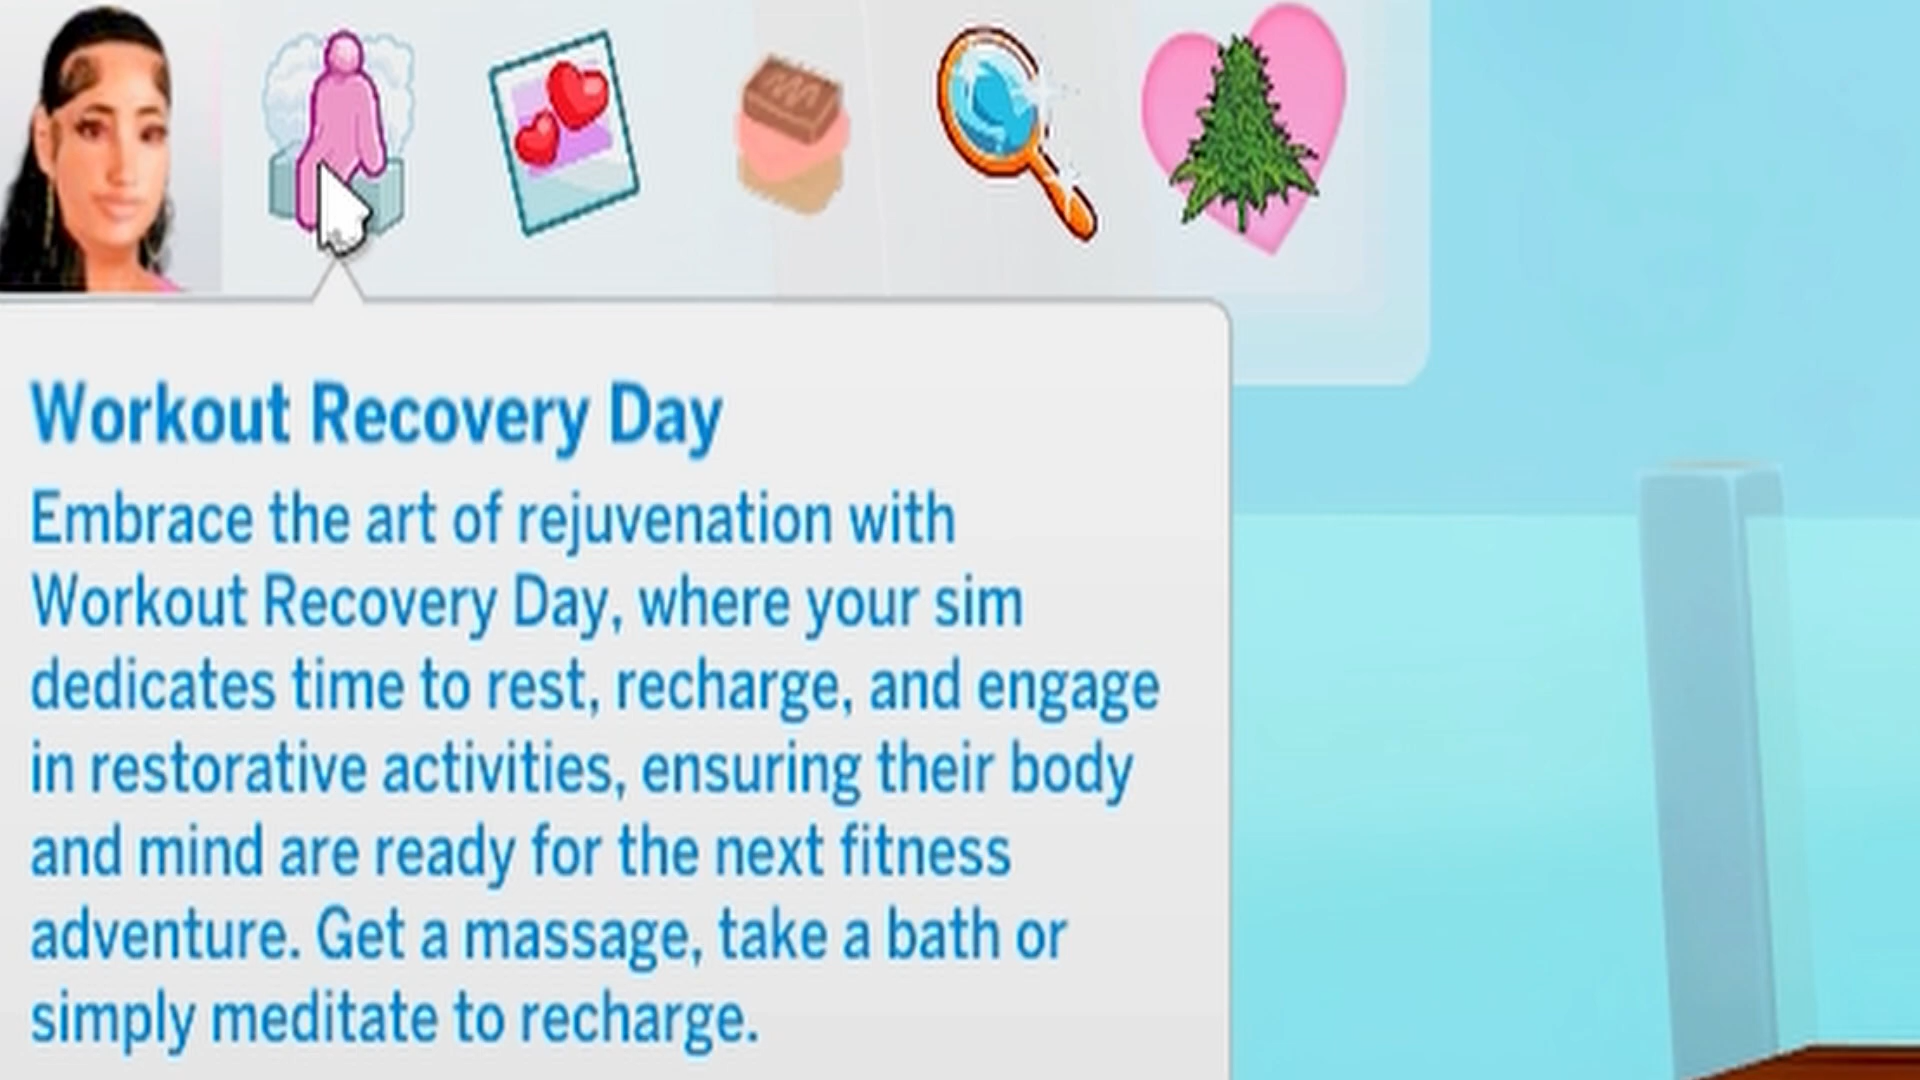 Workout Recovery Day
Embrace the art of rejuvenation with
Workout Recovery Day, where your sim
dedicates time to rest, recharge, and engage
in restorative activities, ensuring their body
and mind are ready for the next fitness
adventure. Get a massage, take a bath or
simply meditate to recharge.